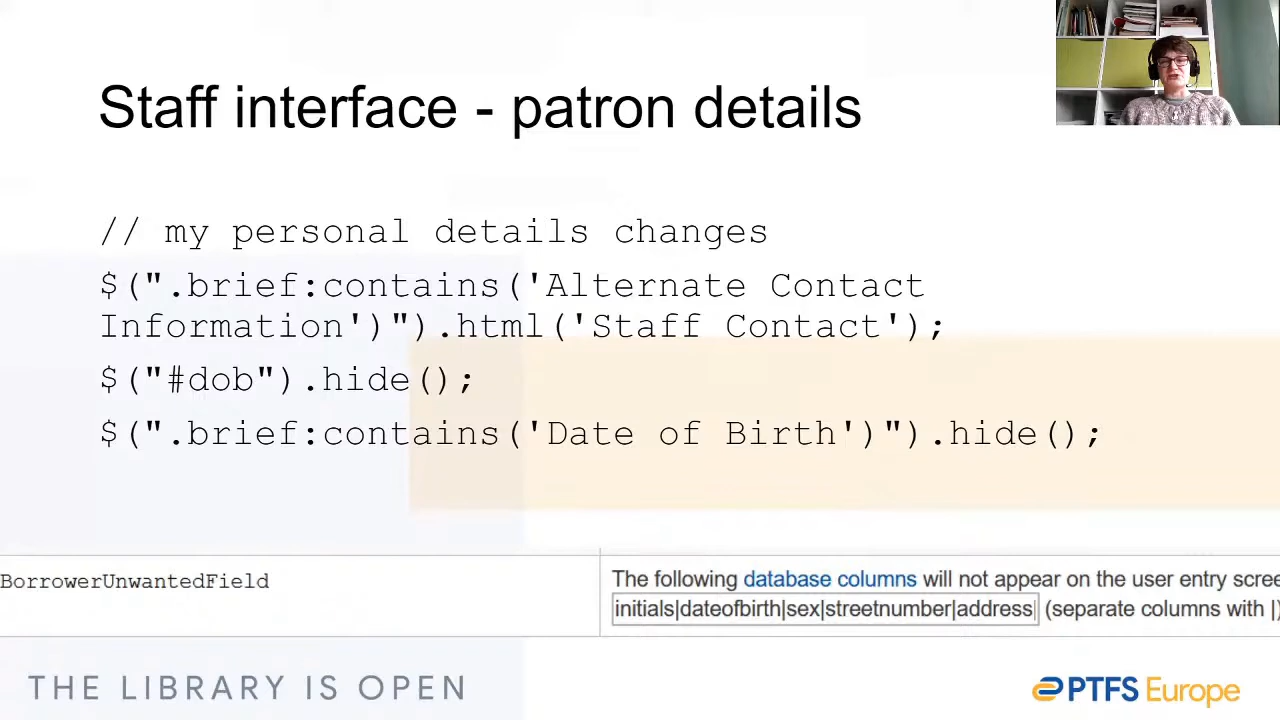 Staff interface - patron details
// my personal details changes
$(".brief:contains('Alternate Contact
Information')").html('Staff Contact');
$("#dob").hide();
$(".brief:contains('Date of Birth')").hide();
BorrowerUnwantedField
The following database columns will not appear on the user entry scree
initials|dateofbirth|sex|streetnumber|address| (separate columns with |)
THE LIBRARY IS OPEN
PTFS Europe